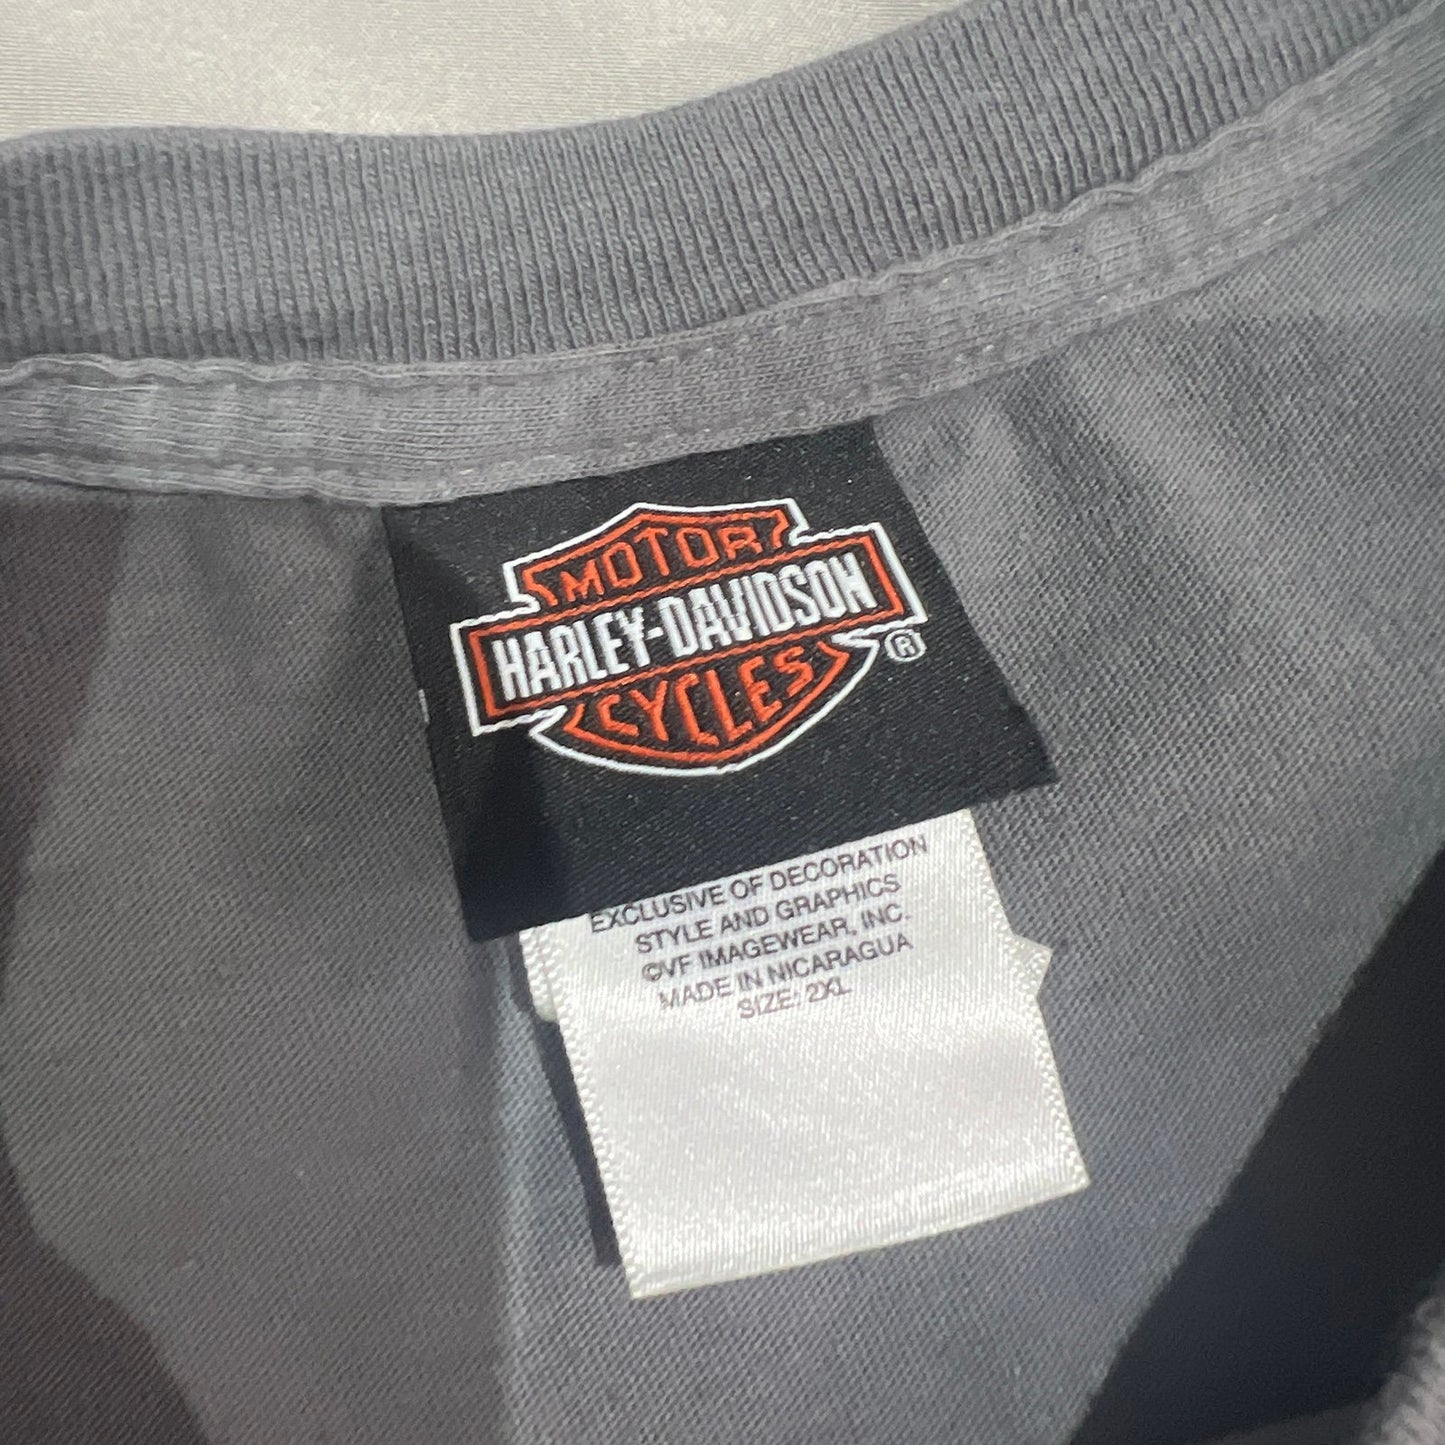 MOTOR
HARLEY-DAVIDSON
CYCLES
®
EXCLUSIVE OF DECORATION
STYLE AND GRAPHICS
©VF IMAGEWEAR, INC.
MADE IN NICARAGUA
SIZE: 2XL